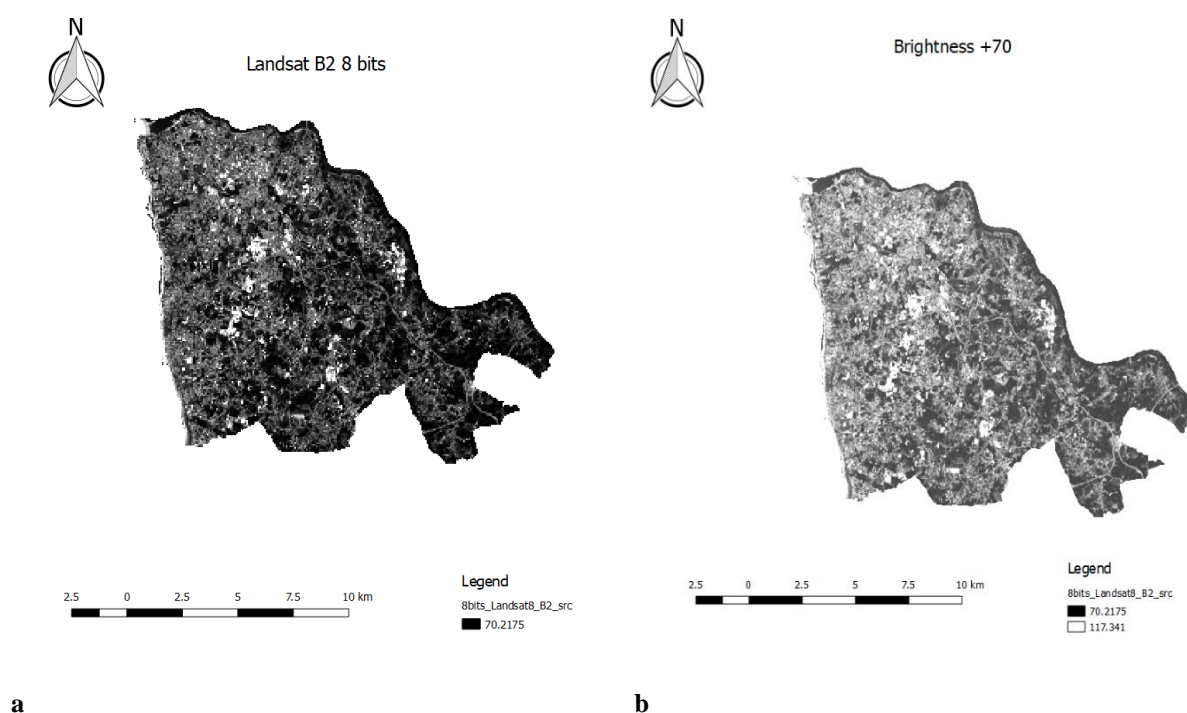 N
Landsat B2 8 bits
2.5 0 2.5 5 7.5 10 km
Legend
8bits_Landsat8_B2_src
70.2175
a
N
Brightness +70
2.5 0 2.5 5 7.5 10 km
Legend
8bits_Landsat8_B2_src
70.2175
117.341
b